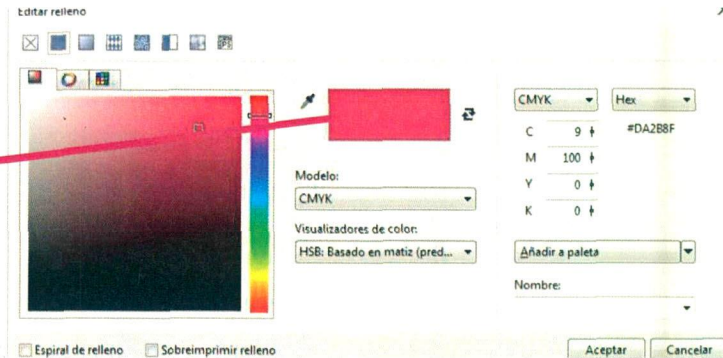 Editar relleno
CMYK
Hex
C 9
#DA2B8F
M 100
Y 0
K 0
Modelo:
CMYK
Visualizadores de color:
HSB: Basado en matiz (pred...
Añadir a paleta
Nombre:
Espiral de relleno
Sobreimprimir relleno
Aceptar
Cancelar